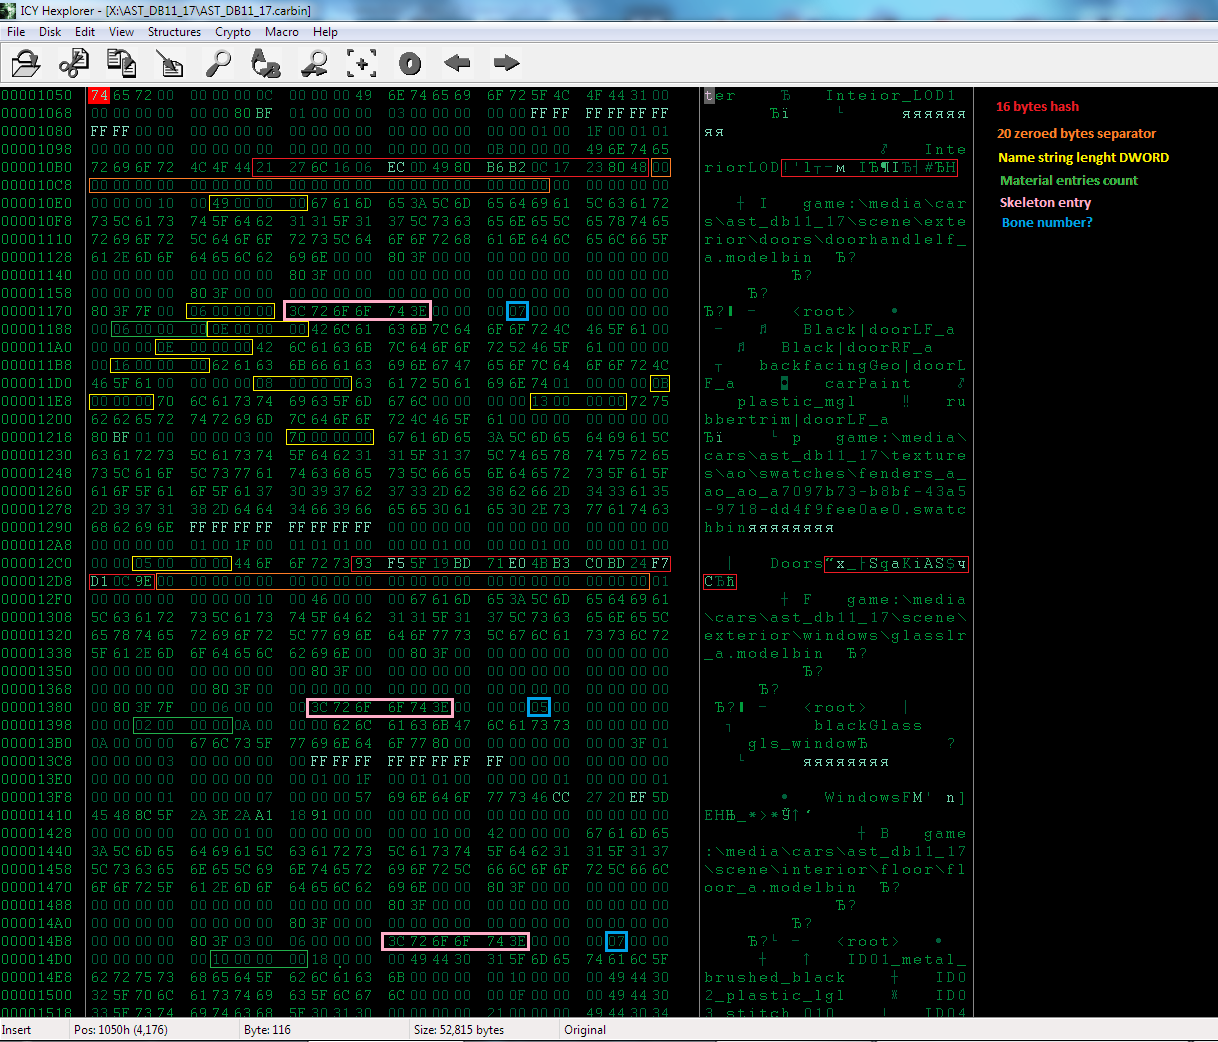 ICY Hexplorer - [X:\AST_DB11_17\AST_DB11_17.carbin]
File Disk Edit View Structures Crypto Macro Help
00001050 74 65 72 00 00 00 00 0C 00 00 00 49 6E 74 65 69 6F 72 5F 4C 4F 44 31 00 ter Ђ Inteior_LOD1
00001068 00 00 00 00 00 00 80 BF 01 00 00 00 03 00 00 00 00 00 FF FF FF FF FF FF Ђї └ яяяяяя
00001080 FF FF 00 00 00 00 00 00 00 00 00 00 00 00 00 00 00 00 01 00 1F 00 01 01 яя
00001098 00 00 00 00 00 00 00 00 00 00 00 00 00 00 00 00 00 00 00 00 49 6E 74 65 Inte
000010B0 72 69 6F 72 4C 4F 44 21 27 6C 16 06 EC 0D 49 80 B6 B2 0C 17 23 80 48 00 riorLOD
000010C8 00 00 00 00 00 00 00 00 00 00 00 00 00 00 00 00 00 00 00 00 00 00 00 00
000010E0 00 00 00 10 00 49 00 00 00 67 61 6D 65 3A 5C 6D 65 64 69 61 5C 63 61 72 ┼ I game:\media\car
000010F8 73 5C 61 73 74 5F 64 62 31 31 5F 31 37 5C 73 63 65 6E 65 5C 65 78 74 65 s\ast_db11_17\scene\exte
00001110 72 69 6F 72 5C 64 6F 6F 72 73 5C 64 6F 6F 72 68 61 6E 64 6C 65 6C 66 5F rior\doors\doorhandlelf_
00001128 61 2E 6D 6F 64 65 6C 62 69 6E 00 00 00 80 3F 00 00 00 00 00 00 00 00 00 a.modelbin Ђ?
00001140 00 00 00 00 00 00 00 00 00 00 80 3F 00 00 00 00 00 00 00 00 00 00 00 00 Ђ?
00001158 00 00 00 00 00 80 3F 00 00 00 00 00 00 00 00 00 00 00 00 00 00 00 00 00 Ђ?
00001170 80 3F 7F 00 00 06 00 00 00 3C 72 6F 6F 74 3E 00 00 00 00 07 00 00 00 00 <root>
00001188 00 06 00 00 00 0E 00 00 00 42 6C 61 63 6B 7C 64 6F 6F 72 4C 46 5F 61 00 Black|doorLF_a
000011A0 00 00 00 0E 00 00 00 42 6C 61 63 6B 7C 64 6F 6F 72 52 46 5F 61 00 00 00 Black|doorRF_a
000011B8 00 16 00 00 00 62 61 63 6B 66 61 63 69 6E 67 47 65 6F 7C 64 6F 6F 72 4C backfacingGeo|doorL
000011D0 46 5F 61 00 00 00 00 08 00 00 00 63 61 72 50 61 69 6E 74 01 00 00 00 0B F_a carPaint
000011E8 00 00 00 70 6C 61 73 74 69 63 5F 6D 67 6C 00 00 00 00 13 00 00 00 72 75 plastic_mgl ‼ ru
00001200 62 62 65 72 74 72 69 6D 7C 64 6F 6F 72 4C 46 5F 61 00 00 00 00 00 00 00 bbertrim|doorLF_a
00001218 80 BF 01 00 00 00 03 00 00 00 70 00 00 00 67 61 6D 65 3A 5C 6D 65 64 69 61 5C Ђї └ p game:\media\
00001230 63 61 72 73 5C 61 73 74 5F 64 62 31 31 5F 31 37 5C 74 65 78 74 75 72 65 cars\ast_db11_17\texture
00001248 73 5C 61 6F 5C 73 77 61 74 63 68 65 73 5C 66 65 6E 64 65 72 73 5F 61 5F s\ao\swatches\fenders_a_
00001260 61 6F 5F 61 6F 5F 61 37 30 39 37 62 37 33 2D 62 38 62 66 2D 34 33 61 35 ao_ao_a7097b73-b8bf-43a5
00001278 2D 39 37 31 38 2D 64 64 34 66 39 66 65 65 30 61 65 30 2E 73 77 61 74 63 -9718-dd4f9fee0ae0.swatc
00001290 68 62 69 6E FF FF FF FF FF FF FF FF 00 00 00 00 00 00 00 00 00 00 00 00 hbinяяяяяяяя
000012A8 00 00 00 00 01 00 1F 00 01 01 01 00 00 00 00 01 00 00 00 00 01 00 00 00
000012C0 00 00 05 00 00 00 44 6F 6F 72 73 93 F5 5F 19 BD 71 E0 4B B3 C0 BD 24 F7 Doors
000012D8 D1 00 9E 00 00 00 00 00 00 00 00 00 00 00 00 00 00 00 00 00 00 00 00 01
000012F0 00 00 00 00 00 00 10 00 46 00 00 00 67 61 6D 65 3A 5C 6D 65 64 69 61 ┼ F game:\media
00001308 5C 63 61 72 73 5C 61 73 74 5F 64 62 31 31 5F 31 37 5C 73 63 65 6E 65 5C \cars\ast_db11_17\scene\
00001320 65 78 74 65 72 69 6F 72 5C 77 69 6E 64 6F 77 73 5C 67 6C 61 73 73 6C 72 exterior\windows\glasslr
00001338 5F 61 2E 6D 6F 64 65 6C 62 69 6E 00 00 00 80 3F 00 00 00 00 00 00 00 00 _a.modelbin Ђ?
00001350 00 00 00 00 00 00 00 00 00 00 00 80 3F 00 00 00 00 00 00 00 00 00 00 00 Ђ?
00001368 00 00 00 00 00 00 80 3F 00 00 00 00 00 00 00 00 00 00 00 00 00 00 00 00 Ђ?
00001380 00 80 3F 7F 00 00 06 00 00 00 3C 72 6F 6F 74 3E 00 00 00 00 05 00 00 00 <root>
00001398 00 00 02 00 00 00 0A 00 00 00 62 6C 61 63 6B 47 6C 61 73 73 blackGlass
000013B0 0A 00 00 00 67 6C 73 5F 77 69 6E 64 6F 77 80 00 00 00 00 00 00 00 3F 01 gls_windowЂ ?
000013C8 00 00 00 03 00 00 00 00 00 FF FF FF FF FF FF FF FF 00 00 00 00 00 00 00 └ яяяяяяяя
000013E0 00 00 00 00 00 00 00 00 00 01 00 1F 00 00 00 01 00 00 00 00 01
000013F8 00 00 00 01 00 00 00 07 00 00 00 57 69 6E 64 6F 77 73 46 CC 27 20 EF 5D WindowsFМ' п]
00001410 45 48 8C 5F 2A 3E 2A A1 18 91 00 00 00 00 00 00 00 00 00 00 00 00 00 00 EHЊ_*>*Ў↑‘
00001428 00 00 00 00 00 00 01 00 00 00 00 00 00 00 00 10 00 42 00 00 00 67 61 6D 65 ┼ B game
00001440 3A 5C 6D 65 64 69 61 5C 63 61 72 73 5C 61 73 74 5F 64 62 31 31 5F 31 37 :\media\cars\ast_db11_17
00001458 5C 73 63 65 6E 65 5C 69 6E 74 65 72 69 6F 72 5C 66 6C 6F 6F 72 5C 66 6C \scene\interior\floor\fl
00001470 6F 6F 72 5F 61 2E 6D 6F 64 65 6C 62 69 6E 00 00 00 80 3F 00 00 00 00 00 oor_a.modelbin Ђ?
00001488 00 00 00 00 00 00 00 00 00 00 00 00 00 00 80 3F 00 00 00 00 00 00 00 00 Ђ?
000014A0 00 00 00 00 00 00 00 00 00 80 3F 00 00 00 00 00 00 00 00 00 00 00 00 00 Ђ?
000014B8 00 00 00 00 80 3F 03 00 00 06 00 00 00 3C 72 6F 6F 74 3E 00 00 00 00 07 00 00 <root>
000014D0 00 00 00 00 00 10 00 00 00 18 00 00 00 49 44 30 31 5F 6D 65 74 61 6C 5F ┼ ↑ ID01_metal_
000014E8 62 72 75 73 68 65 64 5F 62 6C 61 63 6B 00 00 00 00 10 00 00 00 49 44 30 brushed_black ┼ ID0
00001500 32 5F 70 6C 61 73 74 69 63 5F 6C 67 6C 00 00 00 00 0F 00 00 00 49 44 30 2_plastic_lgl ID0
00001518 33 5F 73 74 69 74 63 68 5F 30 31 30 3_stitch_010 ID04
16 bytes hash
20 zeroed bytes separator
Name string lenght DWORD
Material entries count
Skeleton entry
Bone number?
Insert Pos: 1050h (4,176) Byte: 116 Size: 52,815 bytes Original